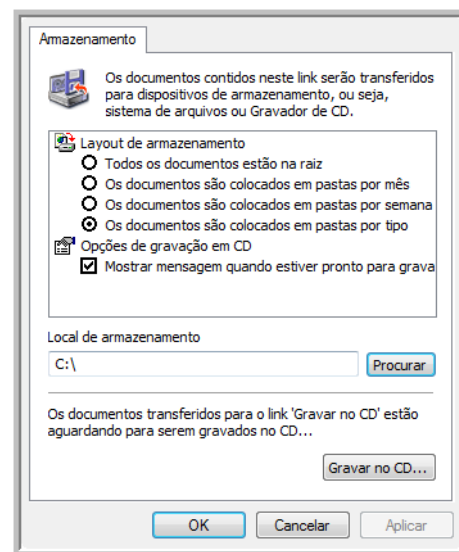 Armazenamento
Os documentos contidos neste link serão transferidos
para dispositivos de armazenamento, ou seja,
sistema de arquivos ou Gravador de CD.
Layout de armazenamento
Todos os documentos estão na raiz
Os documentos são colocados em pastas por mês
Os documentos são colocados em pastas por semana
Os documentos são colocados em pastas por tipo
Opções de gravação em CD
Mostrar mensagem quando estiver pronto para grava
Local de armazenamento
C:\
Procurar
Os documentos transferidos para o link 'Gravar no CD' estão
aguardando para serem gravados no CD...
Gravar no CD...
OK Cancelar Aplicar